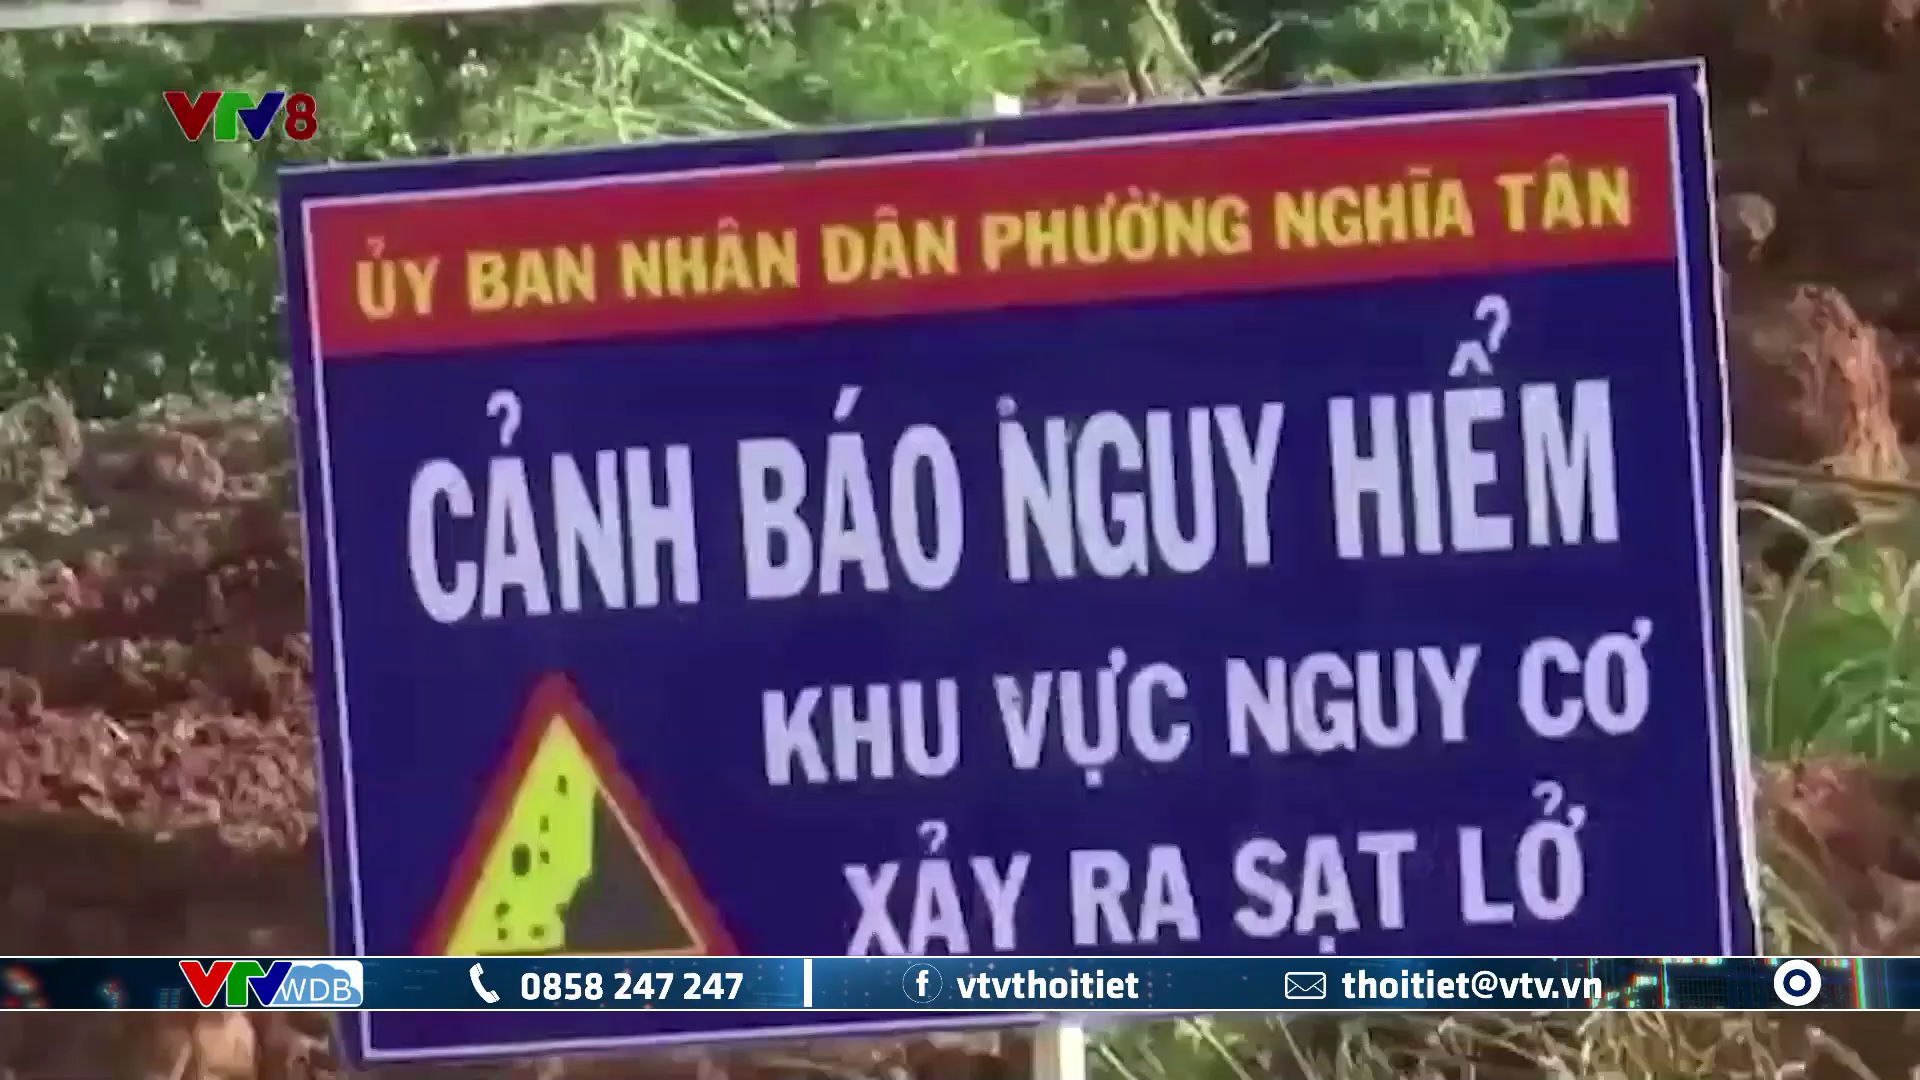 VTV8
ỦY BAN NHÂN DÂN PHƯỜNG NGHĨA TÂN
CẢNH BÁO NGUY HIỂM
KHU VỰC NGUY CƠ
XẢY RA SẠT LỞ
VTV WDB 0858 247 247 vtvthoitiet thoitiet@vtv.vn